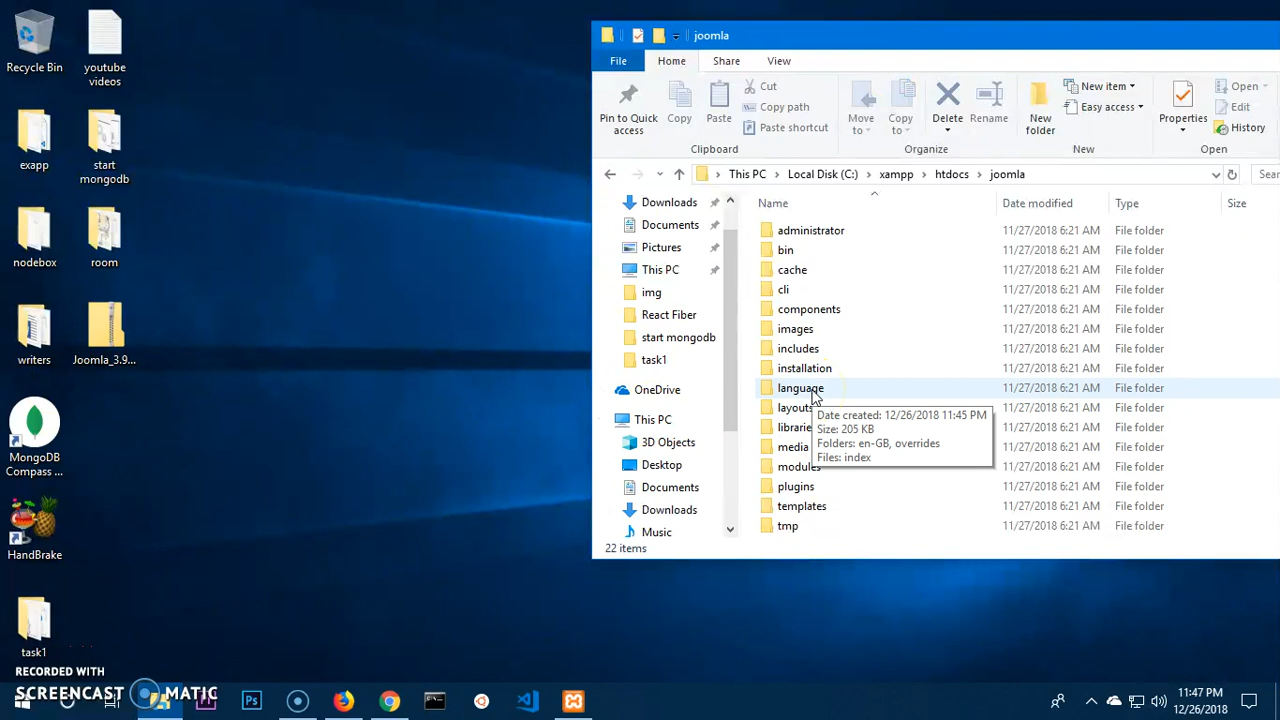 Recycle Bin
youtube
videos
exapp
start
mongodb
nodebox
room
writers
Joomla_3.9...
MongoDB
Compass ...
HandBrake
task1
RECORDED WITH
SCREENCAST MATIC
joomla
File Home Share View
Pin to Quick
access
Copy
Paste
Cut
Copy path
Paste shortcut
Clipboard
Move
to
Copy
to
Delete
Rename
Organize
New
folder
New item
Easy access
New
Properties
Open
Edit
History
Open
This PC Local Disk (C:) xampp htdocs joomla
Sear
Downloads
Documents
Pictures
This PC
img
React Fiber
start mongodb
task1
OneDrive
This PC
3D Objects
Desktop
Documents
Downloads
Music
Name Date modified Type Size
administrator 11/27/2018 6:21 AM File folder
bin 11/27/2018 6:21 AM File folder
cache 11/27/2018 6:21 AM File folder
cli 11/27/2018 6:21 AM File folder
components 11/27/2018 6:21 AM File folder
images 11/27/2018 6:21 AM File folder
includes 11/27/2018 6:21 AM File folder
installation 11/27/2018 6:21 AM File folder
language 11/27/2018 6:21 AM File folder
layouts 11/27/2018 6:21 AM File folder
librarie 11/27/2018 6:21 AM File folder
media 11/27/2018 6:21 AM File folder
modules 11/27/2018 6:21 AM File folder
plugins 11/27/2018 6:21 AM File folder
templates 11/27/2018 6:21 AM File folder
tmp 11/27/2018 6:21 AM File folder
Date created: 12/26/2018 11:45 PM
Size: 205 KB
Folders: en-GB, overrides
Files: index
22 items
Ps
11:47 PM
12/26/2018